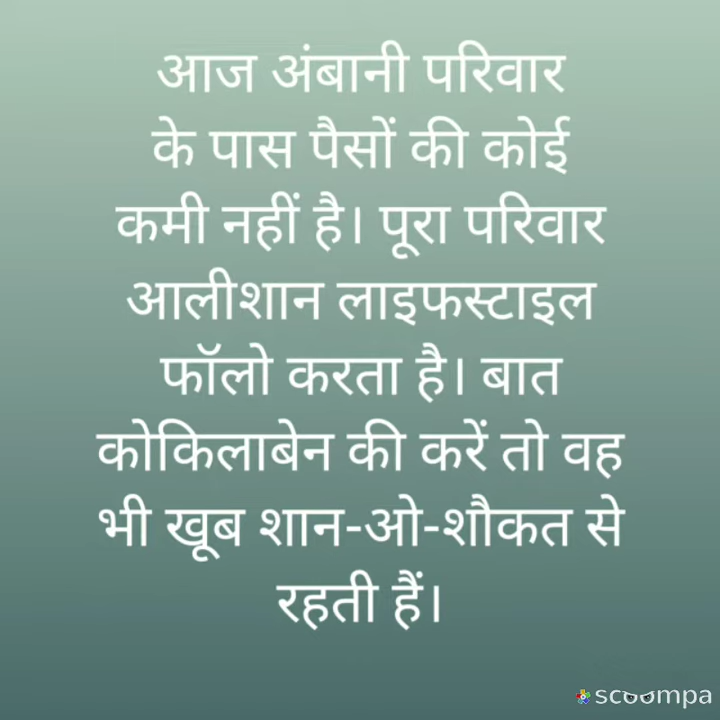 आज अंबानी परिवार
के पास पैसों की कोई
कमी नहीं है। पूरा परिवार
आलीशान लाइफस्टाइल
फॉलो करता है। बात
कोकिलाबेन की करें तो वह
भी खूब शान-ओ-शौकत से
रहती हैं।
scoompa